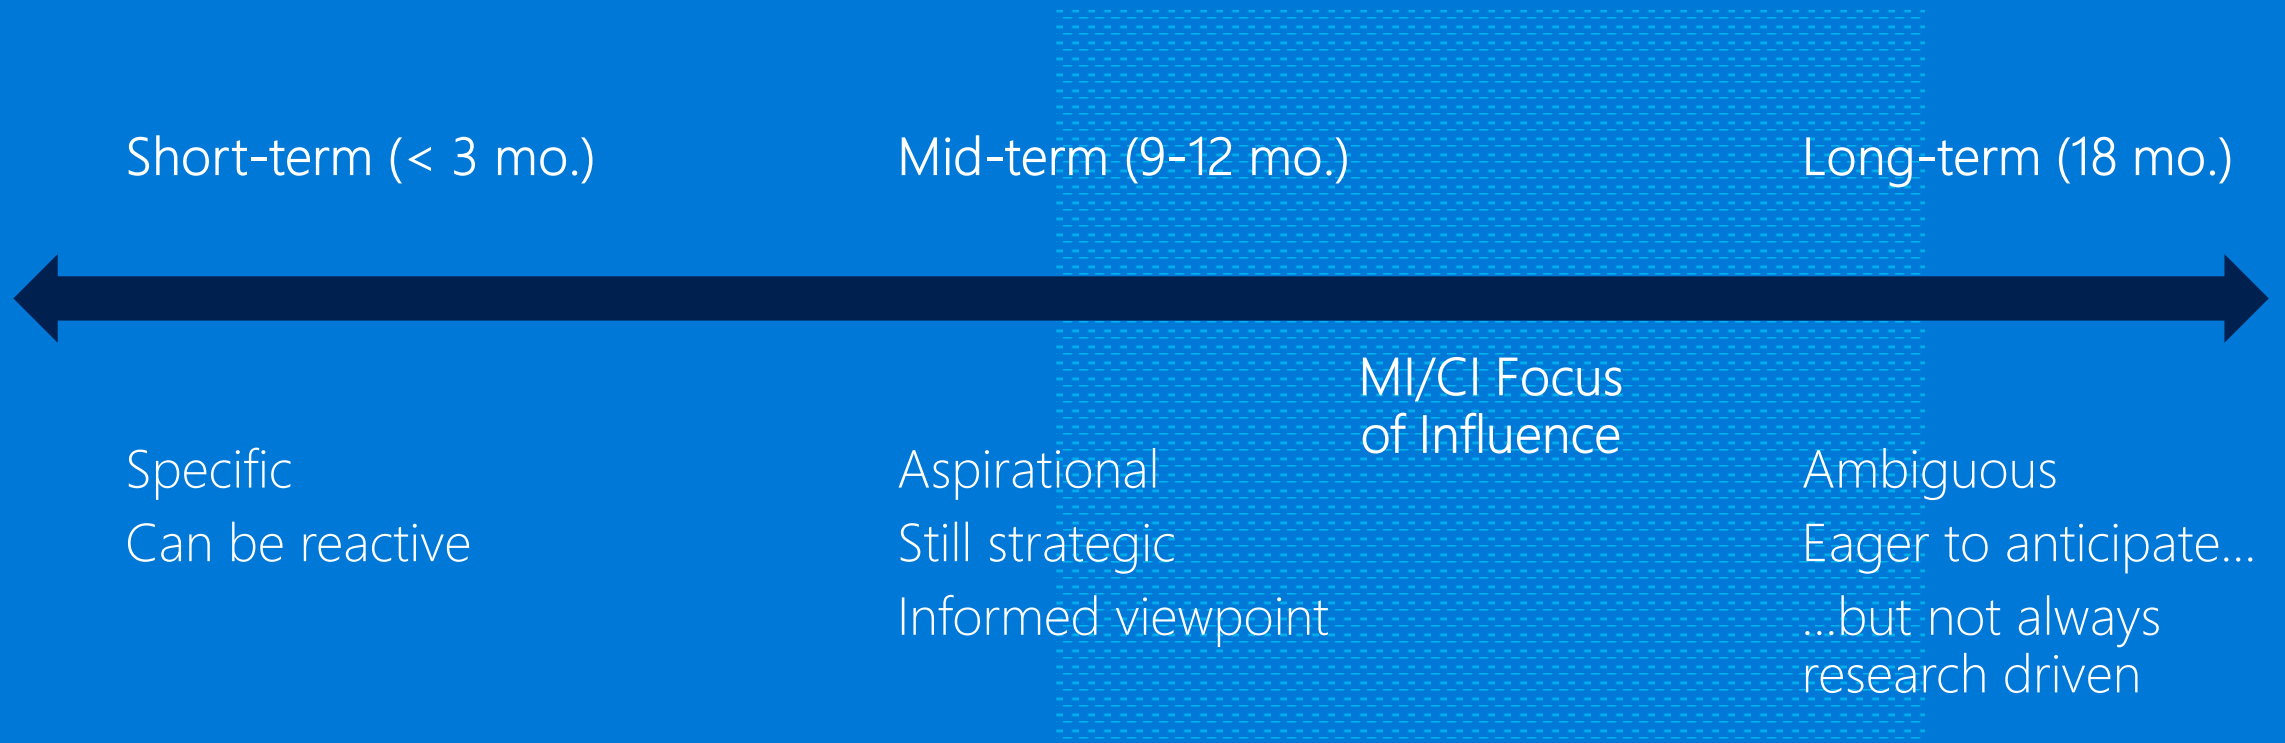 Short-term (< 3 mo.)
Mid-term (9-12 mo.)
Long-term (18 mo.)
MI/CI Focus
of Influence
Specific
Can be reactive
Aspirational
Still strategic
Informed viewpoint
Ambiguous
Eager to anticipate...
...but not always
research driven